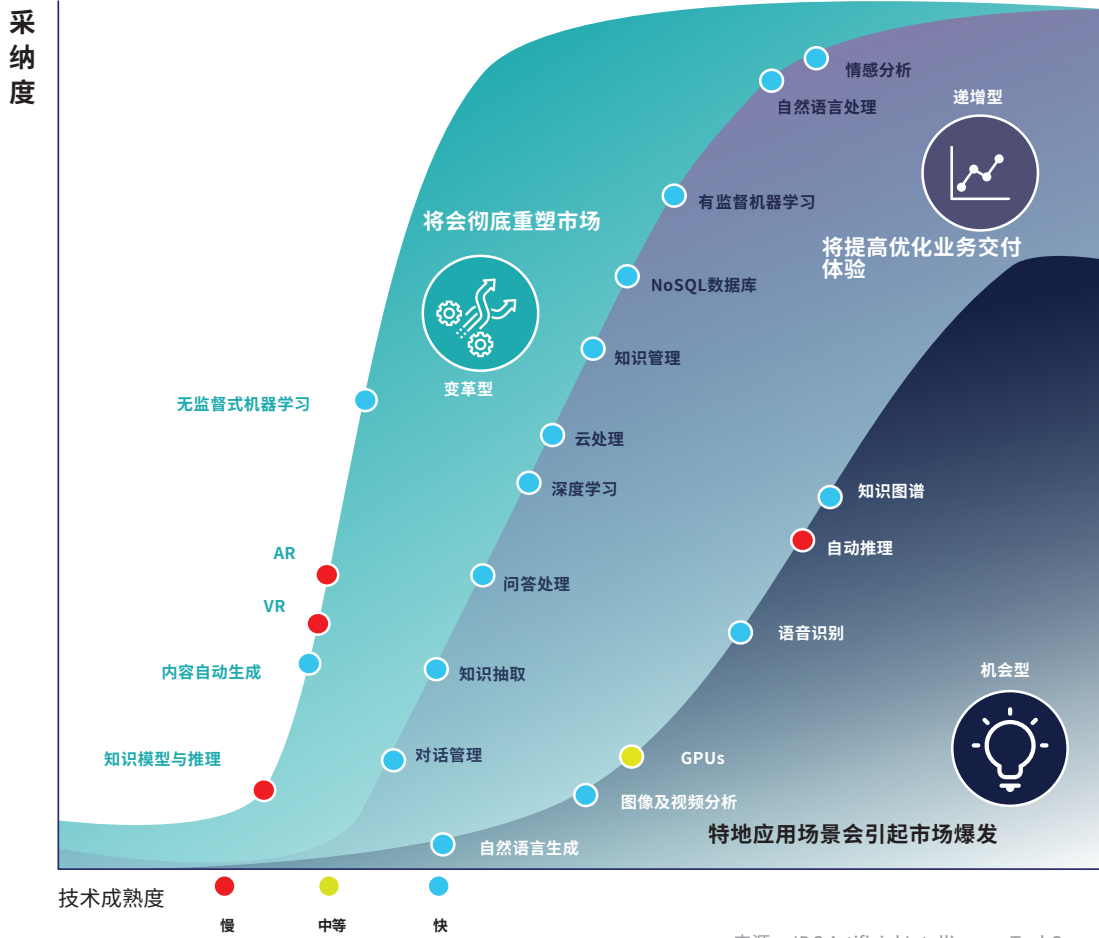 采
纳
度
情感分析
递增型
自然语言处理
有监督机器学习
将会彻底重塑市场
将提高优化业务交付
体验
NoSQL数据库
知识管理
变革型
无监督式机器学习
云处理
深度学习
知识图谱
自动推理
AR
问答处理
VR
语音识别
内容自动生成
知识抽取
机会型
对话管理
知识模型与推理
GPUs
图像及视频分析
特地应用场景会引起市场爆发
自然语言生成
技术成熟度
慢
中等
快